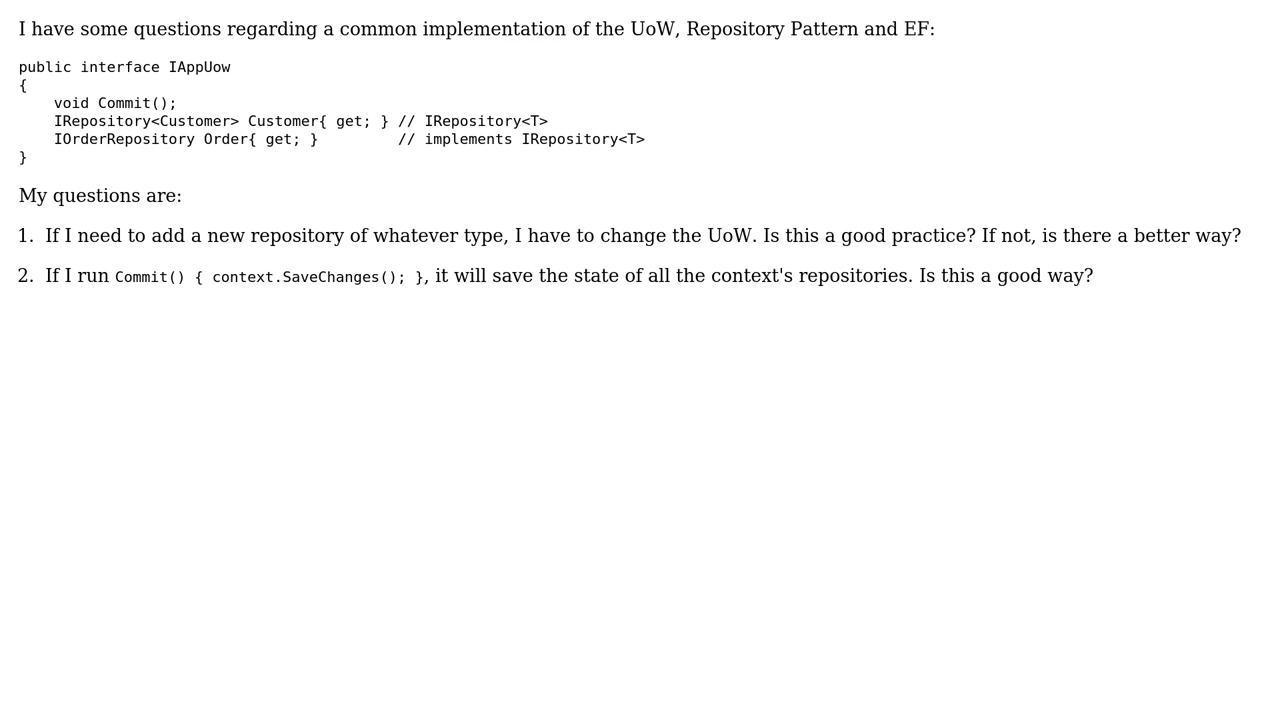 I have some questions regarding a common implementation of the UoW, Repository Pattern and EF:
public interface IAppUow
{
    void Commit();
    IRepository<Customer> Customer{ get; } // IRepository<T>
    IOrderRepository Order{ get; }         // implements IRepository<T>
}
My questions are:
1. If I need to add a new repository of whatever type, I have to change the UoW. Is this a good practice? If not, is there a better way?
2. If I run Commit() { context.SaveChanges(); }, it will save the state of all the context's repositories. Is this a good way?